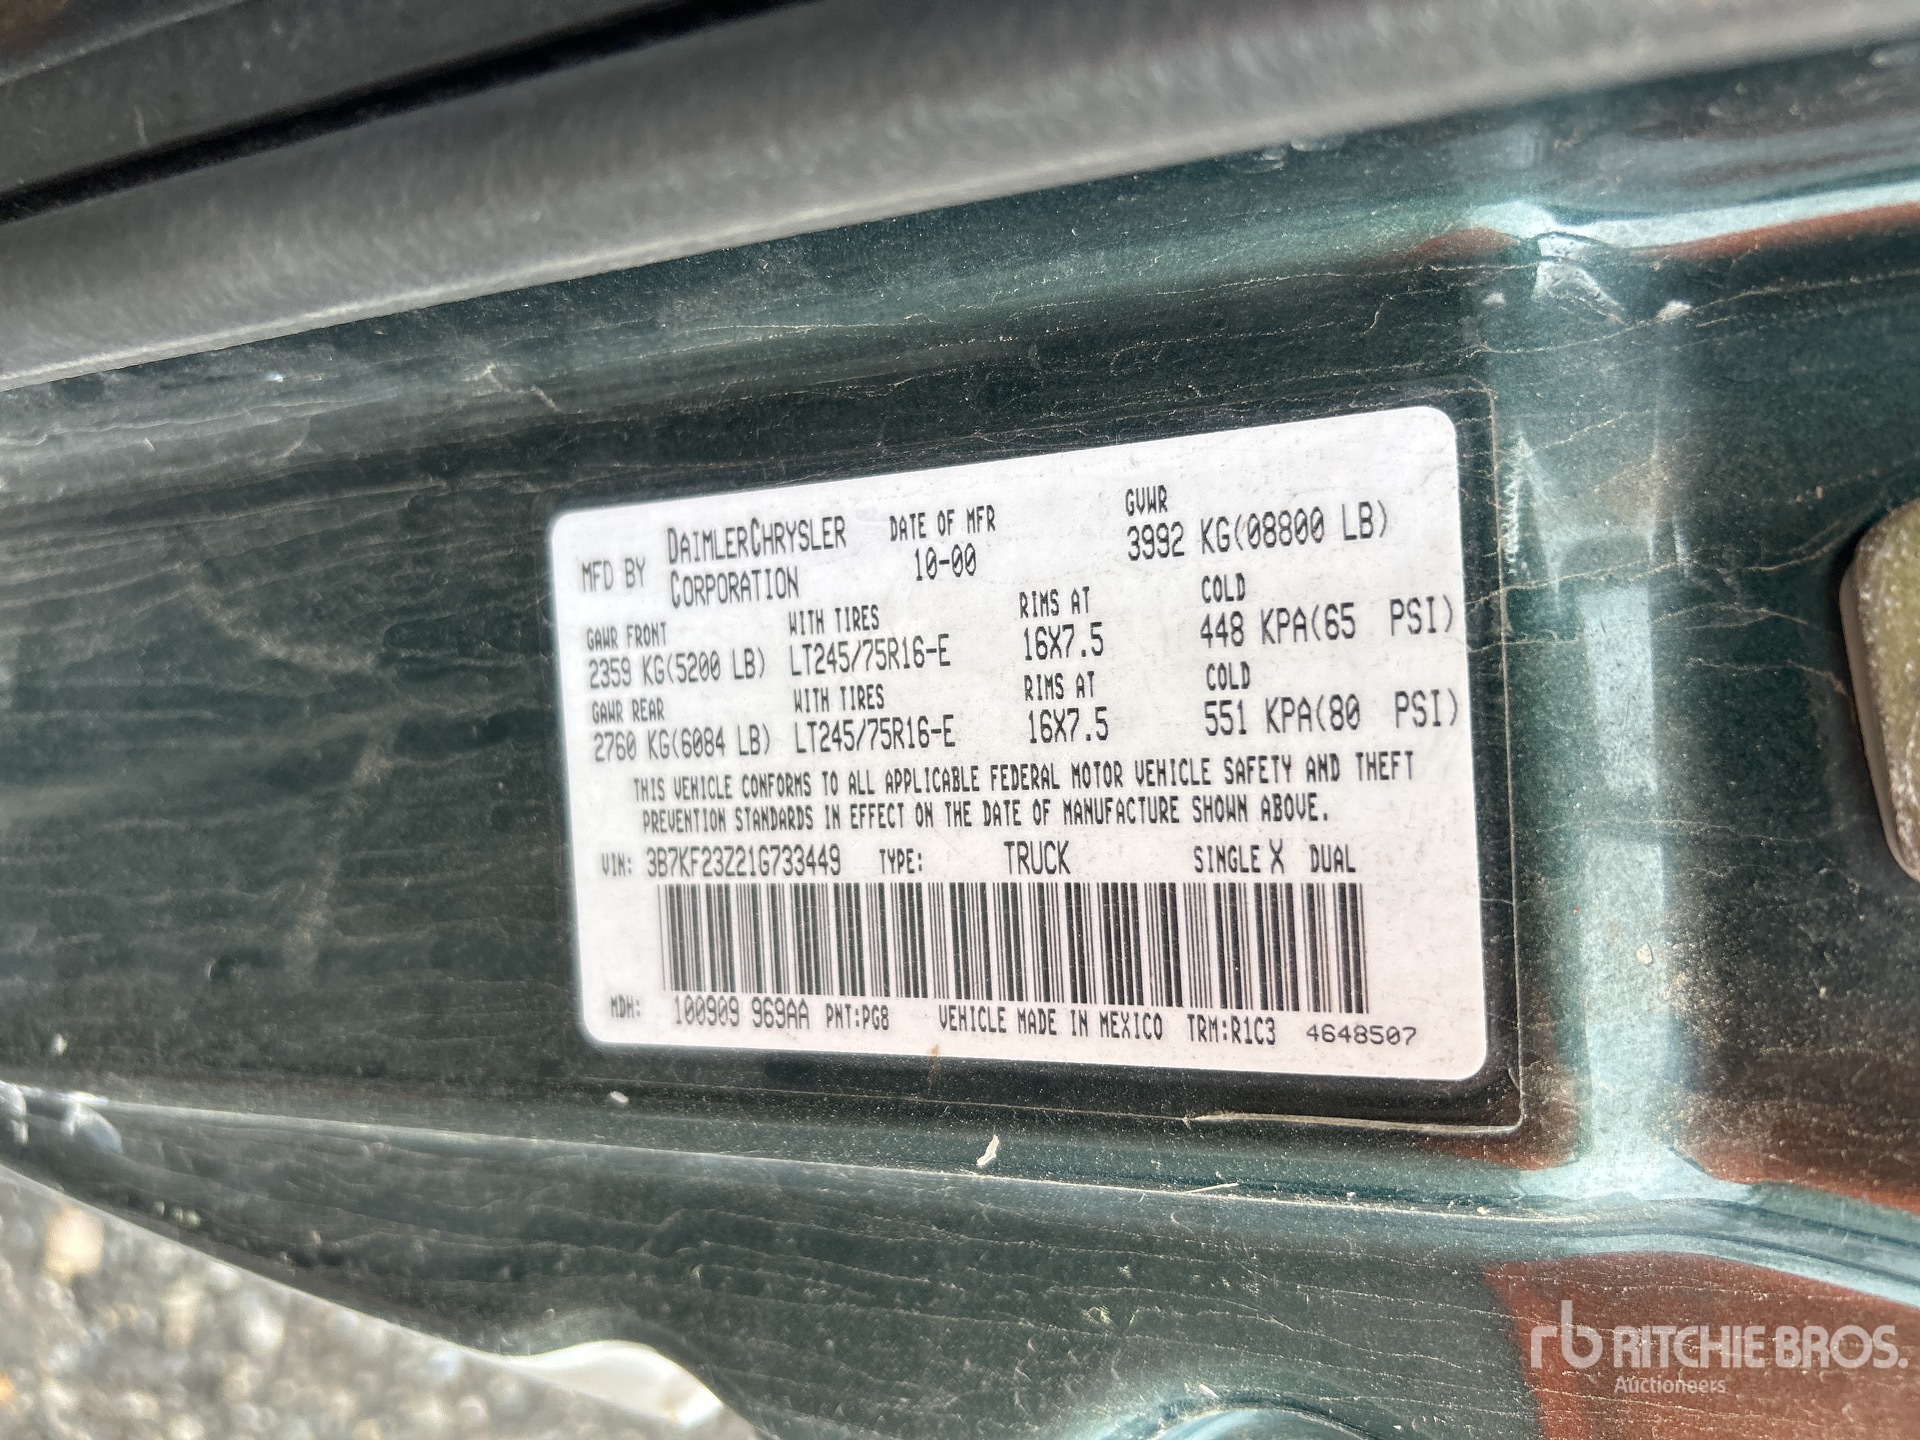 MFD BY DAIMLERCHRYSLER CORPORATION DATE OF MFR 10-00 GVWR 3992 KG(08800 LB)
GAWR FRONT WITH TIRES RIMS AT COLD
2359 KG(5200 LB) LT245/75R16-E 16X7.5 448 KPA(65 PSI)
GAWR REAR WITH TIRES RIMS AT COLD
2760 KG(6084 LB) LT245/75R16-E 16X7.5 551 KPA(80 PSI)
THIS VEHICLE CONFORMS TO ALL APPLICABLE FEDERAL MOTOR VEHICLE SAFETY AND THEFT
PREVENTION STANDARDS IN EFFECT ON THE DATE OF MANUFACTURE SHOWN ABOVE.
VIN: 3B7KF23Z21G733449 TYPE: TRUCK SINGLE X DUAL
MDH: 100909 969AA PNT:PG8 VEHICLE MADE IN MEXICO TRM:R1C3 4648507
rb RITCHIE BROS.
Auctioneers